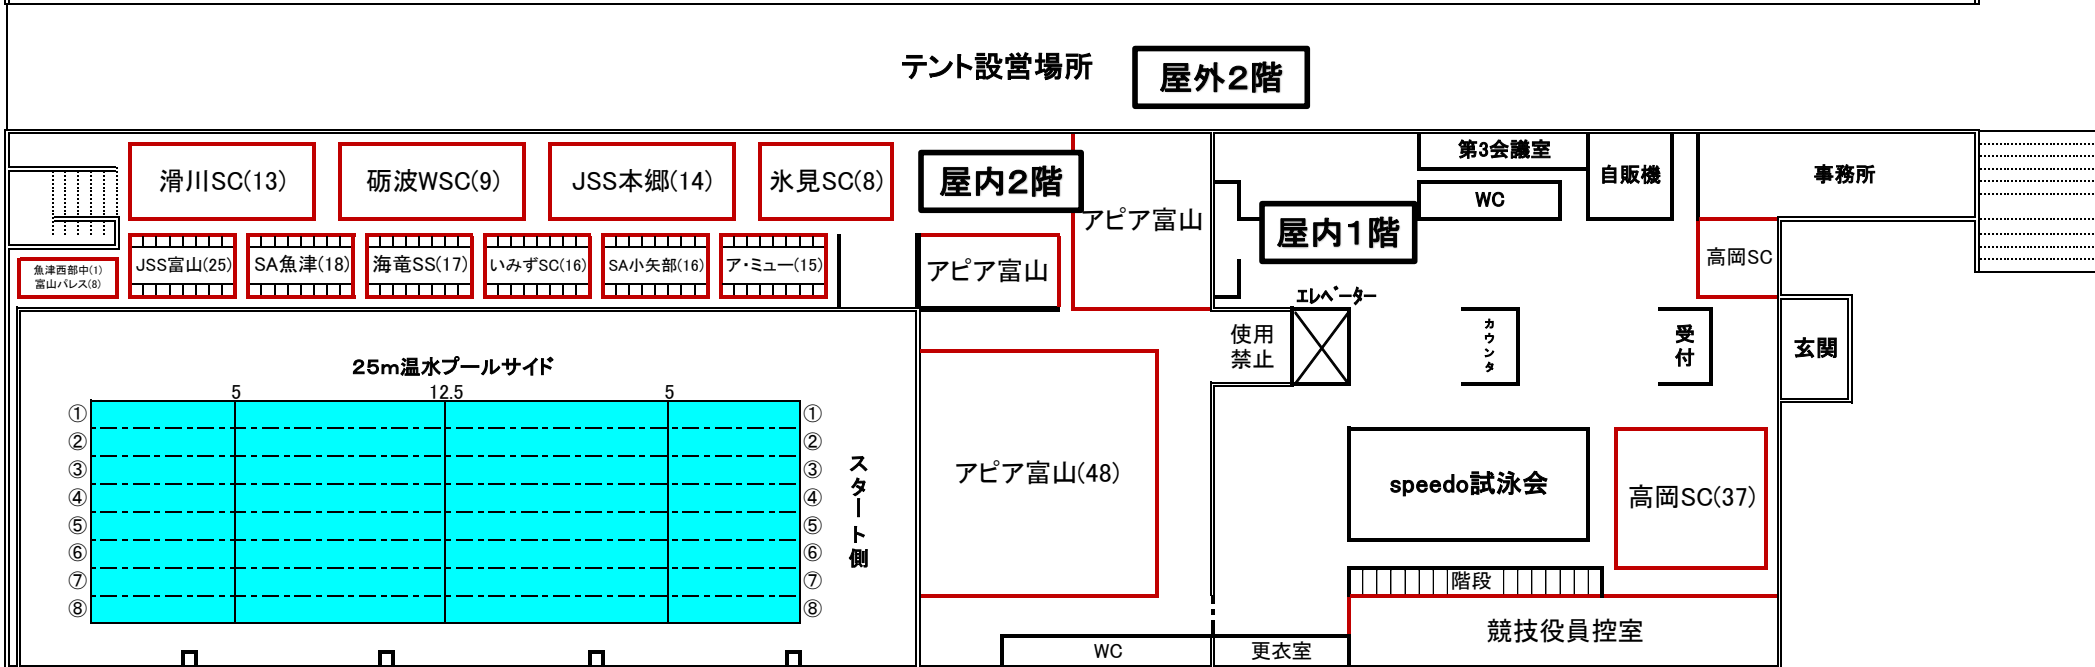 テント設営場所
屋外2階
滑川SC(13)
砺波WSC(9)
JSS本郷(14)
氷見SC(8)
屋内2階
アピア富山
第3会議室
WC
自販機
事務所
屋内1階
魚津西部中(1)
富山パレス(8)
JSS富山(25)
SA魚津(18)
海竜SS(17)
いみずSC(16)
SA小矢部(16)
ア・ミュー(15)
アピア富山
高岡SC
エレベーター
使用
禁止
カウンタ
受付
玄関
25m温水プールサイド
5
12.5
5
①
①
②
②
③
③
④
④
⑤
⑤
⑥
⑥
⑦
⑦
⑧
⑧
スタート側
アピア富山(48)
speedo試泳会
高岡SC(37)
階段
競技役員控室
WC
更衣室